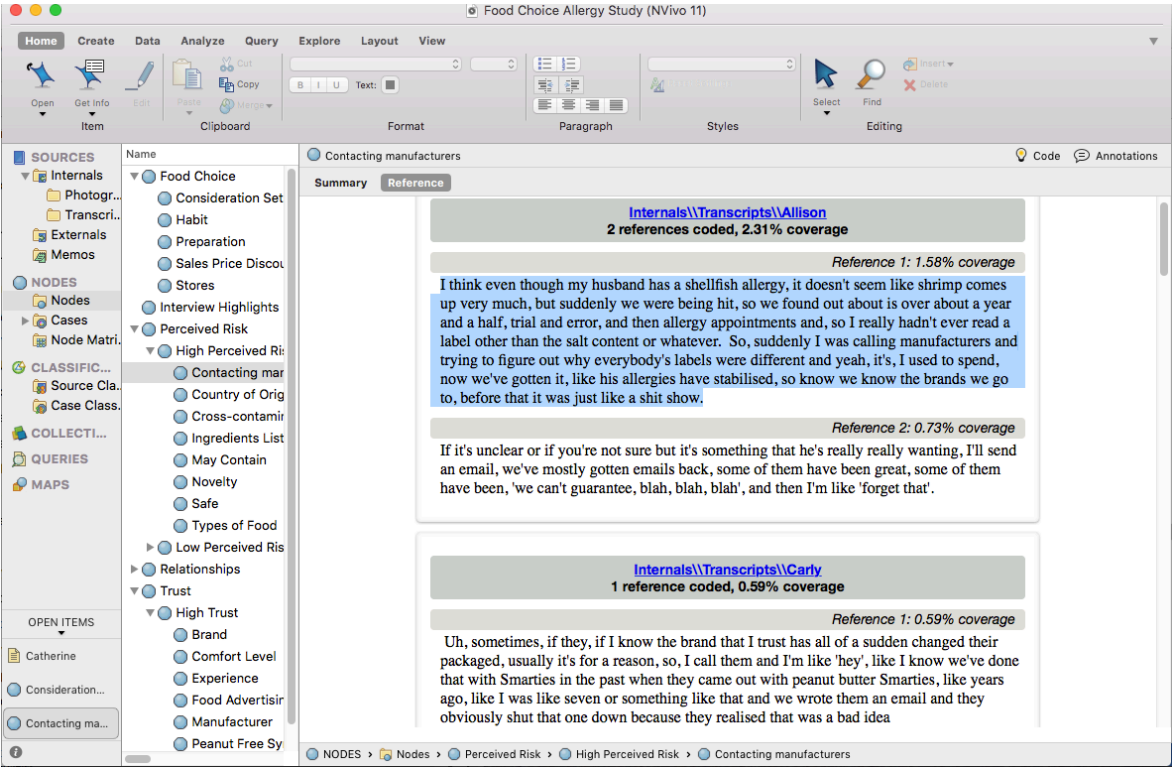 Food Choice Allergy Study (NVivo 11)
Home Create Data Analyze Query Explore Layout View
Cut
Copy
Merge
B I U Text:
Insert
Delete
Open Get Info Edit Paste Select Find
Item Clipboard Format Paragraph Styles Editing
SOURCES
Internals
Photogr...
Transcri..
Externals
Memos
NODES
Nodes
Cases
Node Matri.
CLASSIFIC...
Source Cla..
Case Class.
COLLECTI...
QUERIES
MAPS
OPEN ITEMS
Catherine
Consideration...
Contacting ma...
Name
Food Choice
Consideration Set
Habit
Preparation
Sales Price Discou
Stores
Interview Highlights
Perceived Risk
High Perceived Ri
Contacting mar
Country of Orig
Cross-contamir
Ingredients List
May Contain
Novelty
Safe
Types of Food
Low Perceived Ris
Relationships
Trust
High Trust
Brand
Comfort Level
Experience
Food Advertisir
Manufacturer
Peanut Free Sy
Contacting manufacturers Code Annotations
Summary Reference
Internals\\Transcripts\\Allison
2 references coded, 2.31% coverage
Reference 1: 1.58% coverage
I think even though my husband has a shellfish allergy, it doesn't seem like shrimp comes
up very much, but suddenly we were being hit, so we found out about is over about a year
and a half, trial and error, and then allergy appointments and, so I really hadn't ever read a
label other than the salt content or whatever. So, suddenly I was calling manufacturers and
trying to figure out why everybody's labels were different and yeah, it's, I used to spend,
now we've gotten it, like his allergies have stabilised, so know we know the brands we go
to, before that it was just like a shit show.
Reference 2: 0.73% coverage
If it's unclear or if you're not sure but it's something that he's really really wanting, I'll send
an email, we've mostly gotten emails back, some of them have been great, some of them
have been, 'we can't guarantee, blah, blah, blah', and then I'm like 'forget that'.
Internals\\Transcripts\\Carly
1 reference coded, 0.59% coverage
Reference 1: 0.59% coverage
Uh, sometimes, if they, if I know the brand that I trust has all of a sudden changed their
packaged, usually it's for a reason, so, I call them and I'm like 'hey', like I know we've done
that with Smarties in the past when they came out with peanut butter Smarties, like years
ago, like I was like seven or something like that and we wrote them an email and they
obviously shut that one down because they realised that was a bad idea
NODES › Nodes › Perceived Risk › High Perceived Risk › Contacting manufacturers